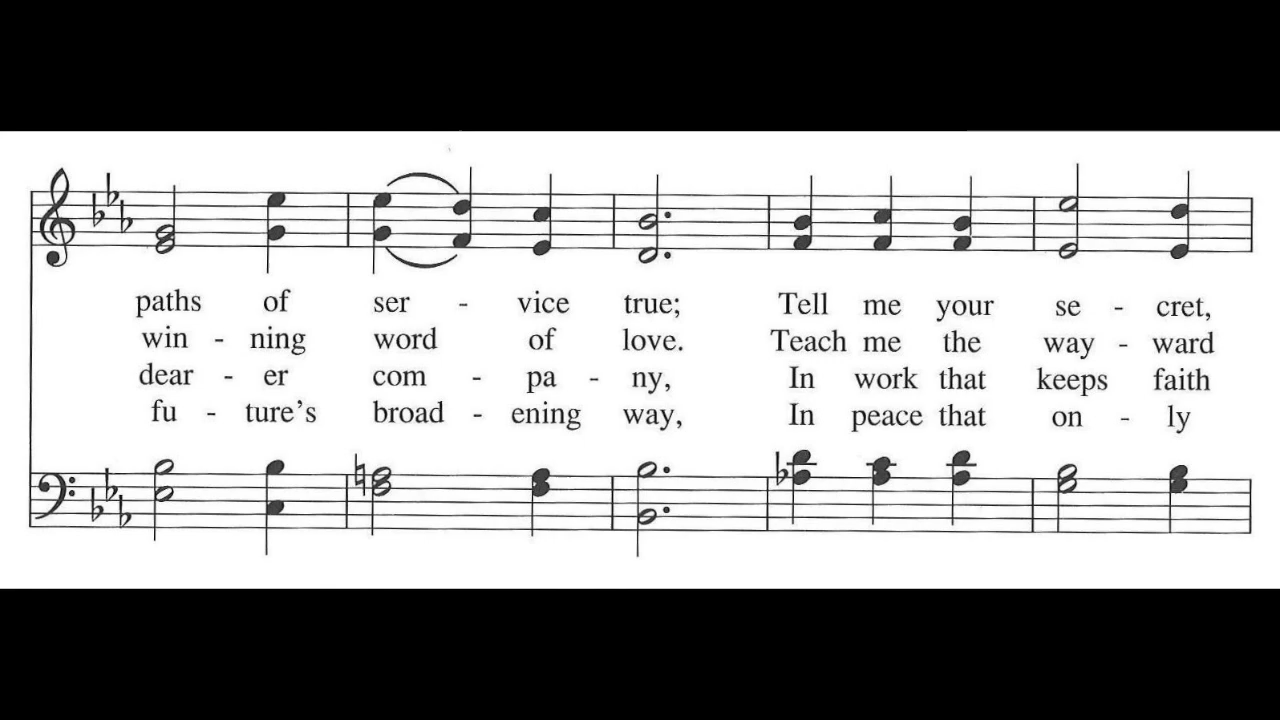 paths of ser - vice true; Tell me your se - cret,
win - ning word of love. Teach me the way - ward
dear - er com - pa - ny, In work that keeps faith
fu - ture's broad - ening way, In peace that on - ly